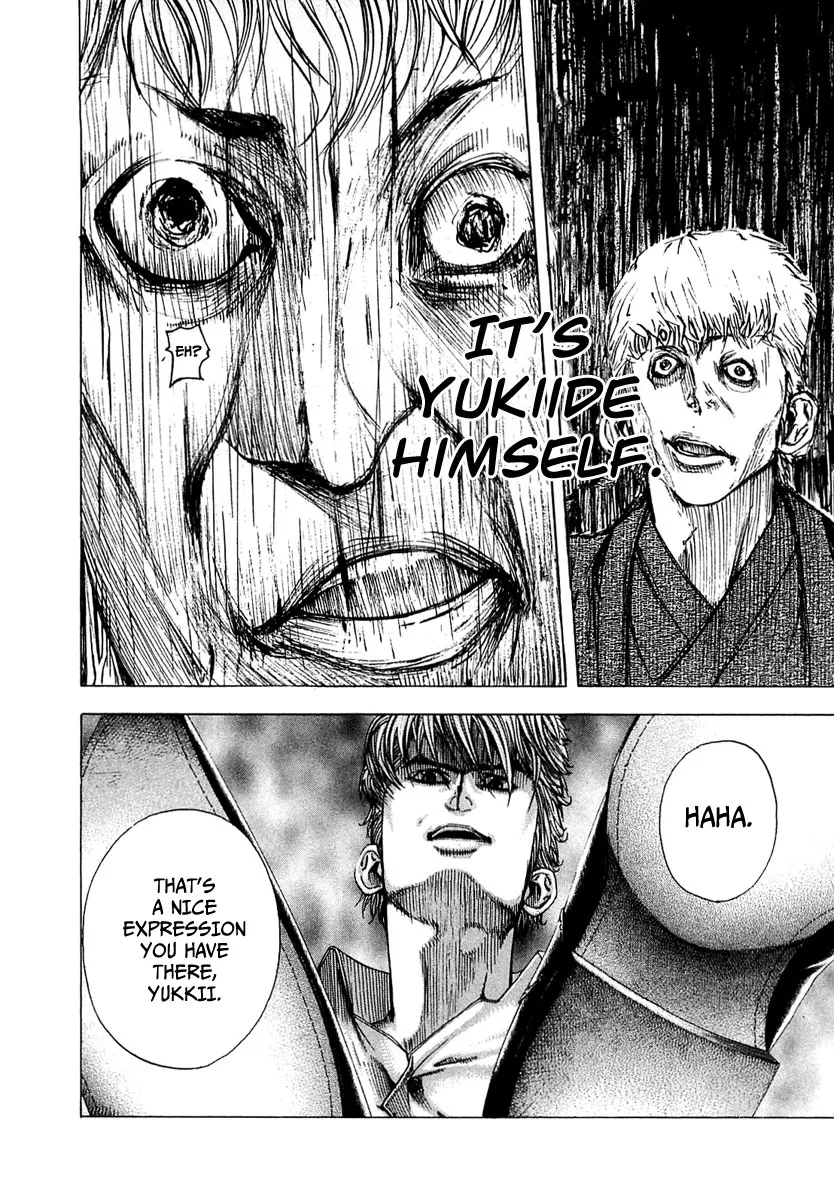 IT'S
YUKIIDE
HIMSELF.
EH?
HAHA.
THAT'S
A NICE
EXPRESSION
YOU HAVE
THERE,
YUKKII.